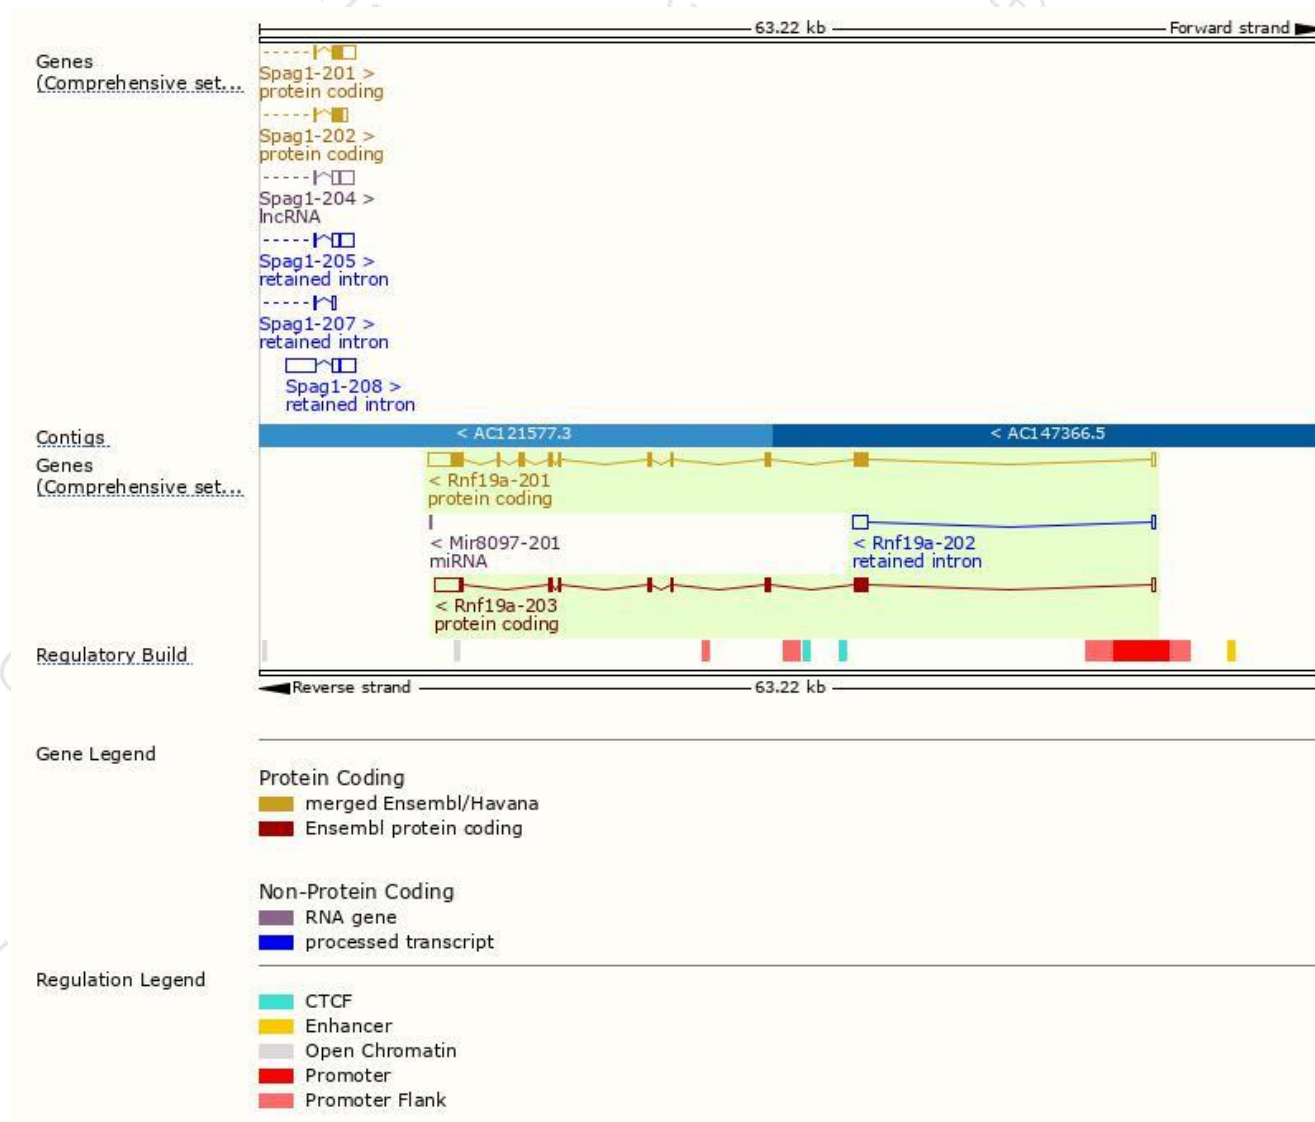 63.22 kb Forward strand
Genes
(Comprehensive set...
Spag1-201 >
protein coding
Spag1-202 >
protein coding
Spag1-204 >
lncRNA
Spag1-205 >
retained intron
Spag1-207 >
retained intron
Spag1-208 >
retained intron
Contigs
< AC121577.3 < AC147366.5
Genes
(Comprehensive set...
< Rnf19a-201
protein coding
< Mir8097-201 < Rnf19a-202
miRNA retained intron
< Rnf19a-203
protein coding
Regulatory Build
Reverse strand 63.22 kb
Gene Legend
Protein Coding
merged Ensembl/Havana
Ensembl protein coding
Non-Protein Coding
RNA gene
processed transcript
Regulation Legend
CTCF
Enhancer
Open Chromatin
Promoter
Promoter Flank